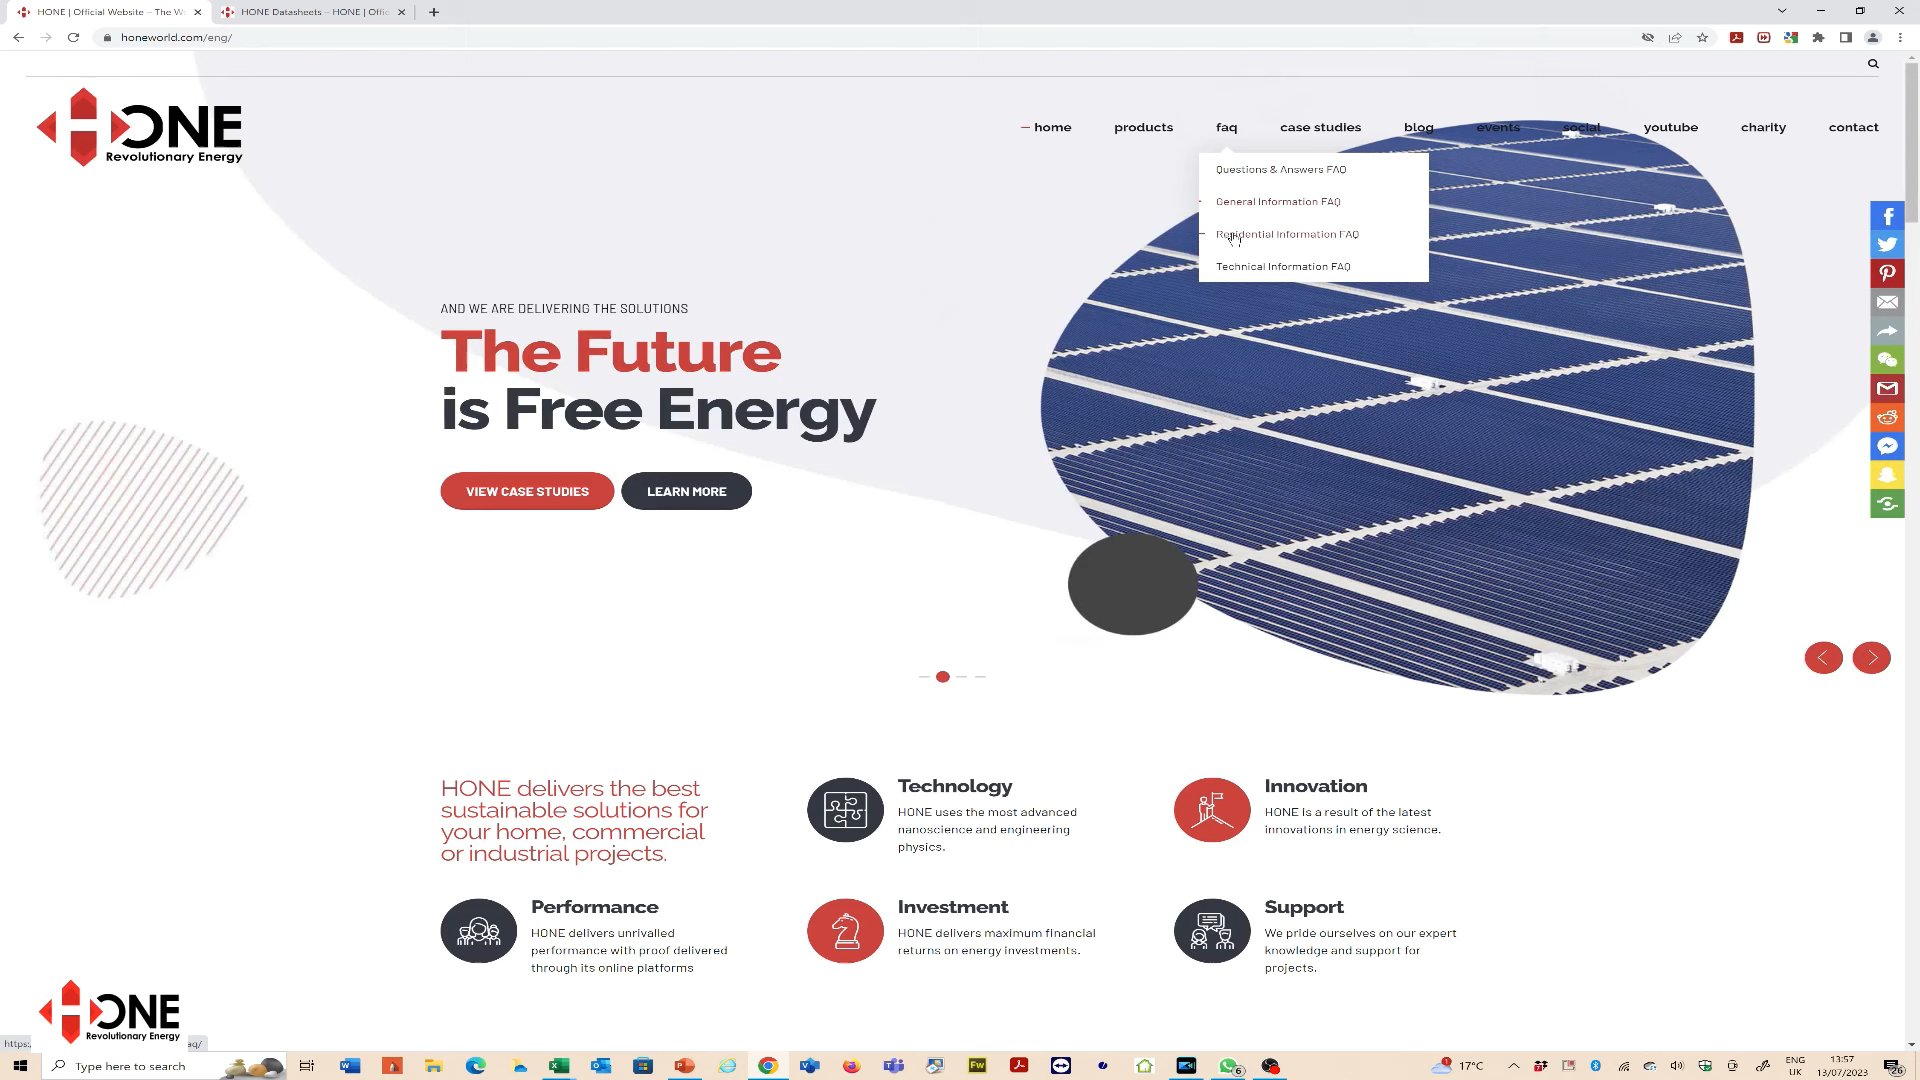 HONE | Official Website – The W
HONE Datasheets – HONE | Offic
honeworld.com/eng/
HONE
Revolutionary Energy
home
products
faq
case studies
blog
events
social
youtube
charity
contact
Questions & Answers FAQ
General Information FAQ
Residential Information FAQ
Technical Information FAQ
AND WE ARE DELIVERING THE SOLUTIONS
The Future
is Free Energy
VIEW CASE STUDIES
LEARN MORE
HONE delivers the best
sustainable solutions for
your home, commercial
or industrial projects.
Technology
HONE uses the most advanced
nanoscience and engineering
physics.
Innovation
HONE is a result of the latest
innovations in energy science.
Performance
HONE delivers unrivalled
performance with proof delivered
through its online platforms
Investment
HONE delivers maximum financial
returns on energy investments.
Support
We pride ourselves on our expert
knowledge and support for
projects.
HONE
Revolutionary Energy
https:
aq/
Type here to search
17°C
ENG
UK
13:57
13/07/2023
26